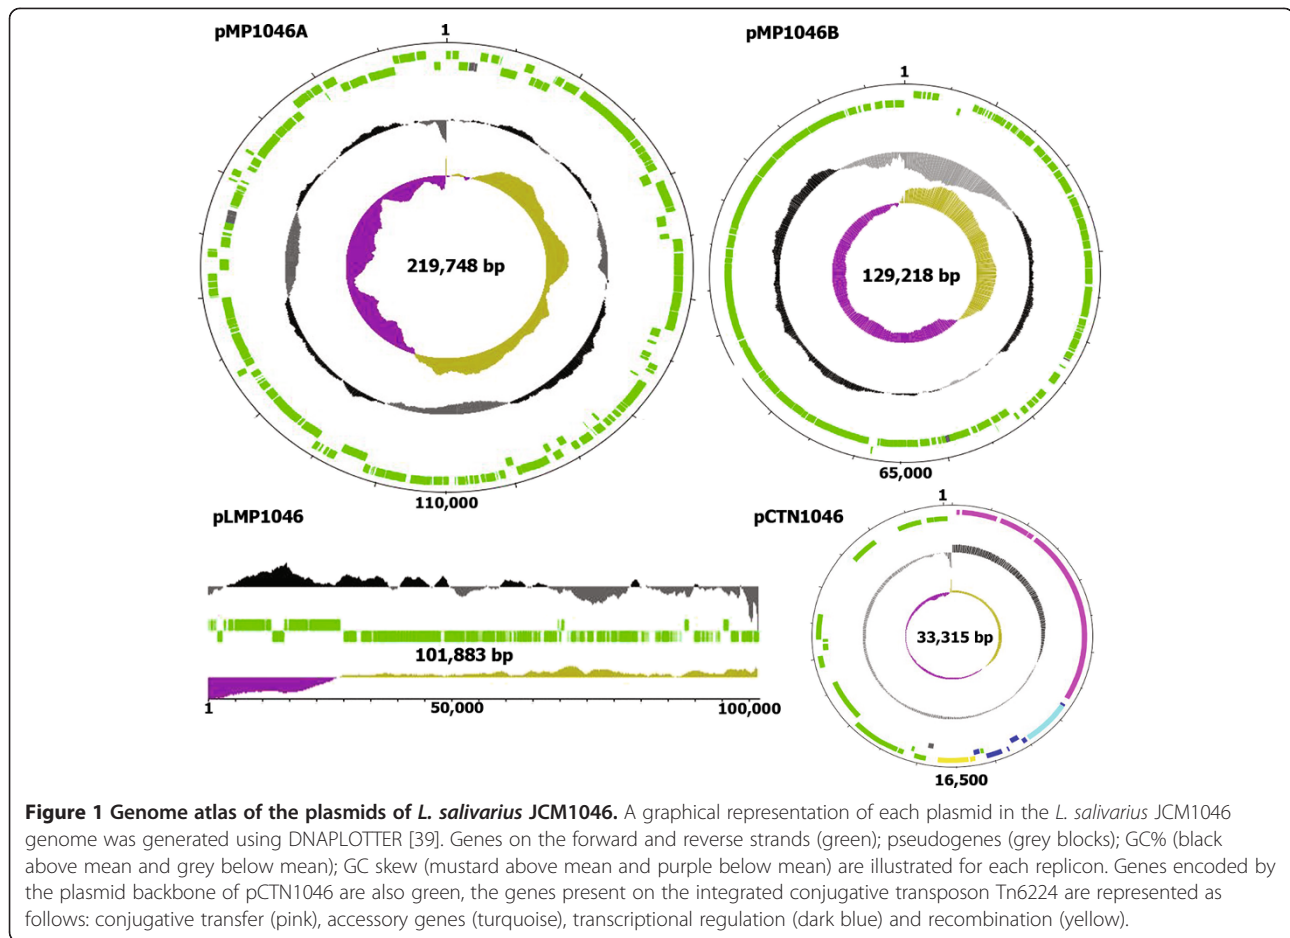 pMP1046A
1
219,748 bp
110,000
pMP1046B
1
129,218 bp
65,000
pLMP1046
101,883 bp
1
50,000
100,000
pCTN1046
1
33,315 bp
16,500
Figure 1 Genome atlas of the plasmids of L. salivarius JCM1046. A graphical representation of each plasmid in the L. salivarius JCM1046
genome was generated using DNAPLOTTER [39]. Genes on the forward and reverse strands (green); pseudogenes (grey blocks); GC% (black
above mean and grey below mean); GC skew (mustard above mean and purple below mean) are illustrated for each replicon. Genes encoded by
the plasmid backbone of pCTN1046 are also green, the genes present on the integrated conjugative transposon Tn6224 are represented as
follows: conjugative transfer (pink), accessory genes (turquoise), transcriptional regulation (dark blue) and recombination (yellow).